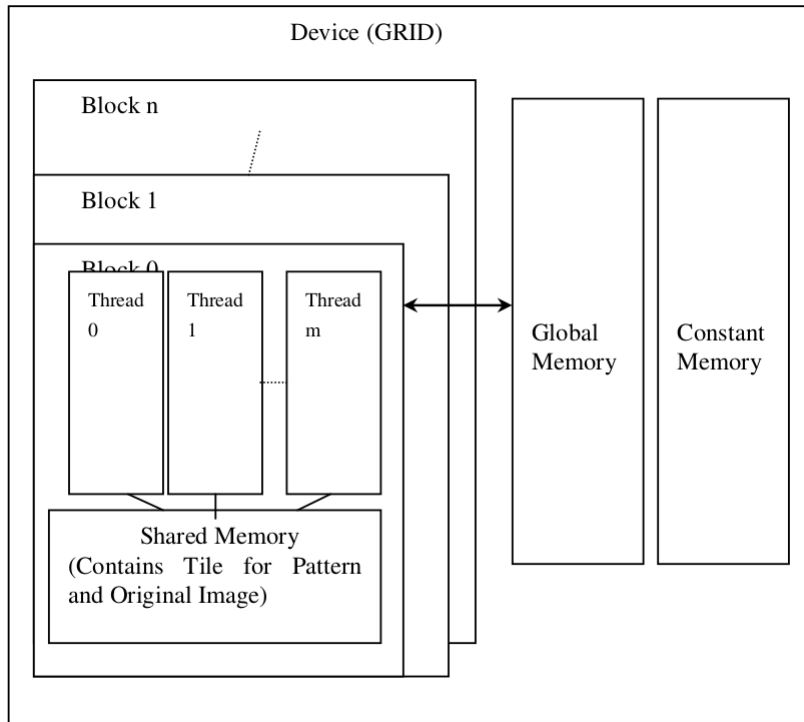 Device (GRID)
Block n
Block 1
Block 0
Thread
0
Thread
1
Thread
m
Shared Memory
(Contains Tile for Pattern
and Original Image)
Global
Memory
Constant
Memory